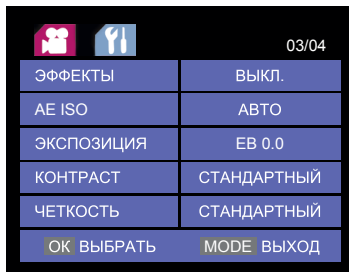 03/04
ЭФФЕКТЫ ВЫКЛ.
AE ISO АВТО
ЭКСПОЗИЦИЯ EB 0.0
КОНТРАСТ СТАНДАРТНЫЙ
ЧЕТКОСТЬ СТАНДАРТНЫЙ
OK ВЫБРАТЬ MODE ВЫХОД